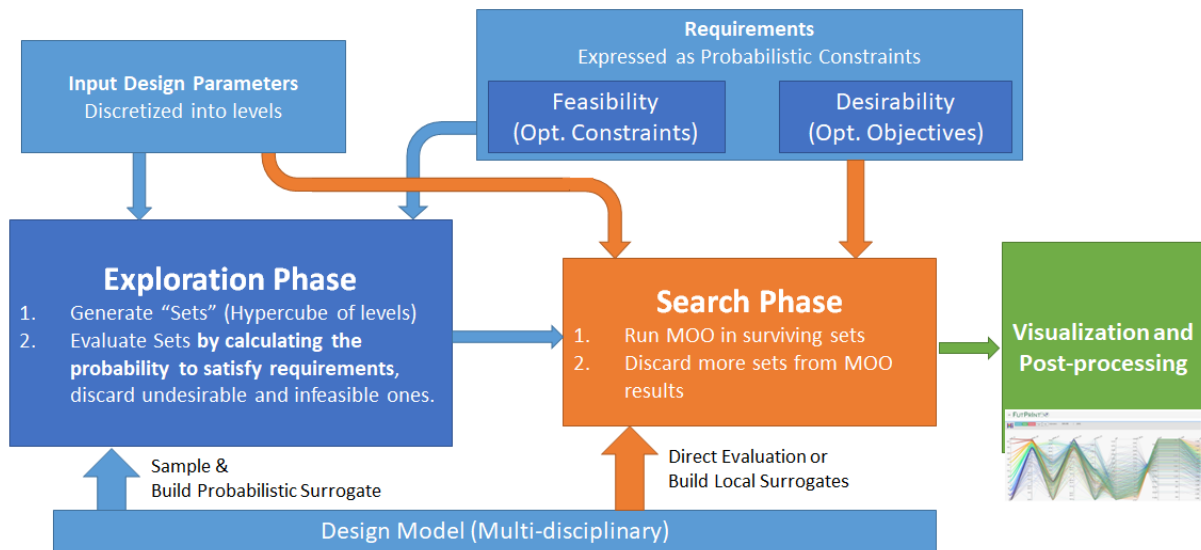 Requirements
Expressed as Probabilistic Constraints
Input Design Parameters
Discretized into levels
Feasibility
(Opt. Constraints)
Desirability
(Opt. Objectives)
Exploration Phase
1. Generate “Sets” (Hypercube of levels)
2. Evaluate Sets by calculating the
probability to satisfy requirements,
discard undesirable and infeasible ones.
Search Phase
1. Run MOO in surviving sets
2. Discard more sets from MOO
results
Visualization and
Post-processing
Sample &
Build Probabilistic Surrogate
Direct Evaluation or
Build Local Surrogates
Design Model (Multi-disciplinary)